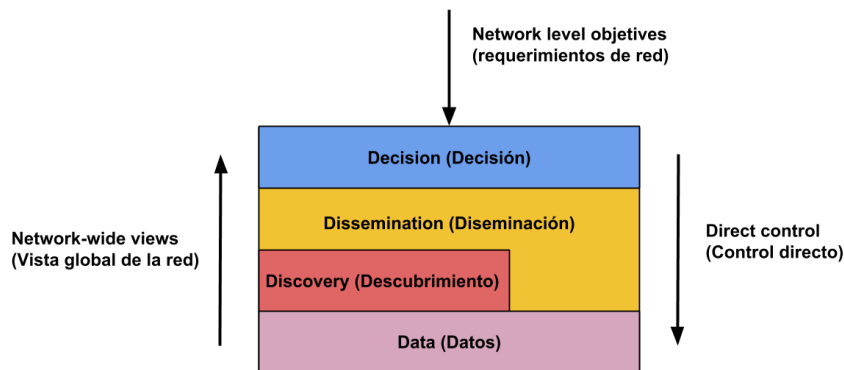 Network level objetives
(requerimientos de red)
Decision (Decisión)
Dissemination (Diseminación)
Network-wide views
(Vista global de la red)
Direct control
(Control directo)
Discovery (Descubrimiento)
Data (Datos)